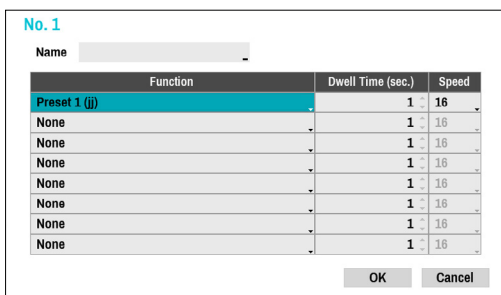 No. 1
Name
Function Dwell Time (sec.) Speed
Preset 1 (jj) 1 16
None 1 16
None 1 16
None 1 16
None 1 16
None 1 16
None 1 16
None 1 16
OK Cancel